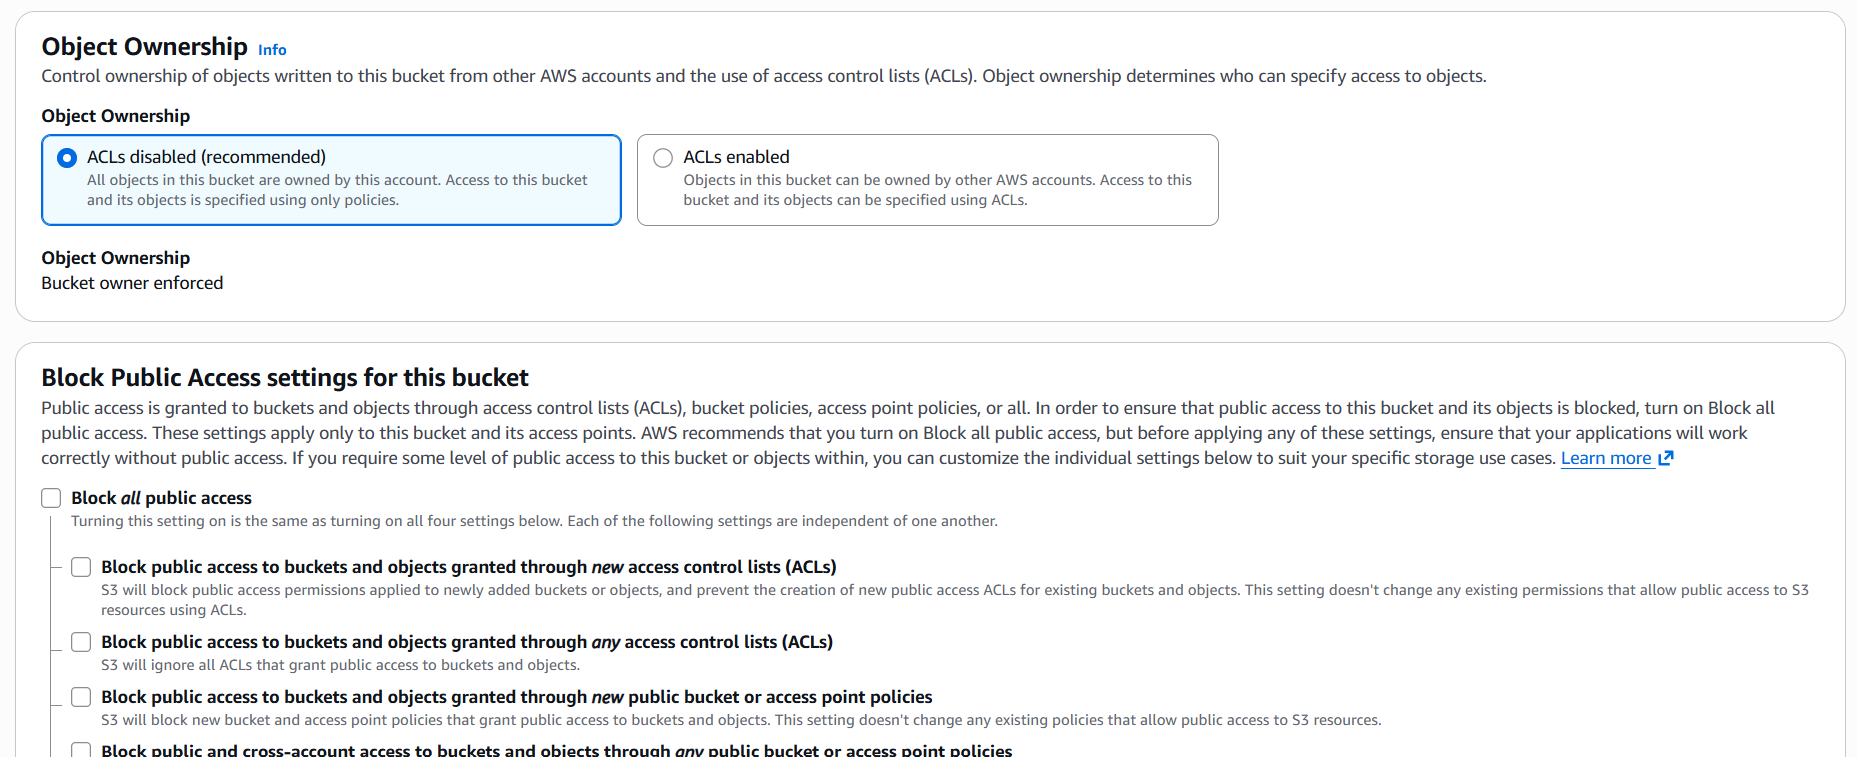 Object Ownership Info
Control ownership of objects written to this bucket from other AWS accounts and the use of access control lists (ACLs). Object ownership determines who can specify access to objects.
Object Ownership
ACLs disabled (recommended)
All objects in this bucket are owned by this account. Access to this bucket
and its objects is specified using only policies.
ACLs enabled
Objects in this bucket can be owned by other AWS accounts. Access to this
bucket and its objects can be specified using ACLs.
Object Ownership
Bucket owner enforced
Block Public Access settings for this bucket
Public access is granted to buckets and objects through access control lists (ACLs), bucket policies, access point policies, or all. In order to ensure that public access to this bucket and its objects is blocked, turn on Block all
public access. These settings apply only to this bucket and its access points. AWS recommends that you turn on Block all public access, but before applying any of these settings, ensure that your applications will work
correctly without public access. If you require some level of public access to this bucket or objects within, you can customize the individual settings below to suit your specific storage use cases. Learn more
Block all public access
Turning this setting on is the same as turning on all four settings below. Each of the following settings are independent of one another.
Block public access to buckets and objects granted through new access control lists (ACLs)
S3 will block public access permissions applied to newly added buckets or objects, and prevent the creation of new public access ACLs for existing buckets and objects. This setting doesn't change any existing permissions that allow public access to S3
resources using ACLs.
Block public access to buckets and objects granted through any access control lists (ACLs)
S3 will ignore all ACLs that grant public access to buckets and objects.
Block public access to buckets and objects granted through new public bucket or access point policies
S3 will block new bucket and access point policies that grant public access to buckets and objects. This setting doesn't change any existing policies that allow public access to S3 resources.
Block public and cross-account access to buckets and objects through any public bucket or access point policies